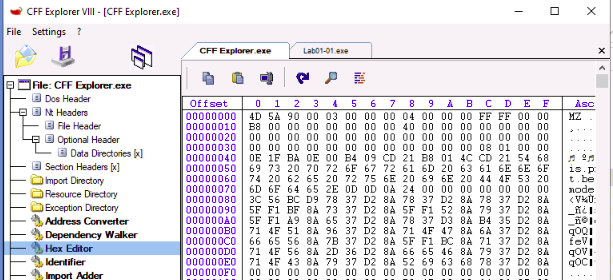 CFF Explorer VIII - [CFF Explorer.exe]
File Settings ?
CFF Explorer.exe
Lab01-01.exe
File: CFF Explorer.exe
Dos Header
Nt Headers
File Header
Optional Header
Data Directories [x]
Section Headers [x]
Import Directory
Resource Directory
Exception Directory
Address Converter
Dependency Walker
Hex Editor
Identifier
Import Adder
Offset 0 1 2 3 4 5 6 7 8 9 A B C D E F Asc
00000000 4D 5A 90 00 03 00 00 00 04 00 00 00 FF FF 00 00 MZ .
00000010 B8 00 00 00 00 00 00 00 40 00 00 00 00 00 00 00
00000020 00 00 00 00 00 00 00 00 00 00 00 00 00 00 00 00
00000030 00 00 00 00 00 00 00 00 00 00 00 00 08 01 00 00
00000040 0E 1F BA 0E 00 B4 09 CD 21 B8 01 4C CD 21 54 68
00000050 69 73 20 70 72 6F 67 72 61 6D 20 63 61 6E 6E 6F is.p
00000060 74 20 62 65 20 72 75 6E 20 69 6E 20 44 4F 53 20 t.be
00000070 6D 6F 64 65 2E 0D 0D 0A 24 00 00 00 00 00 00 00 mode
00000080 3C 56 BC D9 78 37 D2 8A 78 37 D2 8A 78 37 D2 8A
00000090 5F F1 BF 8A 73 37 D2 8A 5F F1 52 8A 79 37 D2 8A
000000A0 5F F1 A9 8A 65 37 D2 8A 78 37 D3 8A B4 35 D2 8A
000000B0 71 4F 51 8A 96 37 D2 8A 71 4F 47 8A 6A 37 D2 8A qOQ
000000C0 66 65 56 8A 7B 37 D2 8A 5F F1 BC 8A 71 37 D2 8A feV
000000D0 71 4F 56 8A 2D 36 D2 8A 66 65 46 8A 79 37 D2 8A qOV
000000E0 71 4F 43 8A 79 37 D2 8A 52 69 63 68 78 37 D2 8A qOC
000000F0 00 00 00 00 00 00 00 00 00 00 00 00 00 00 00 00